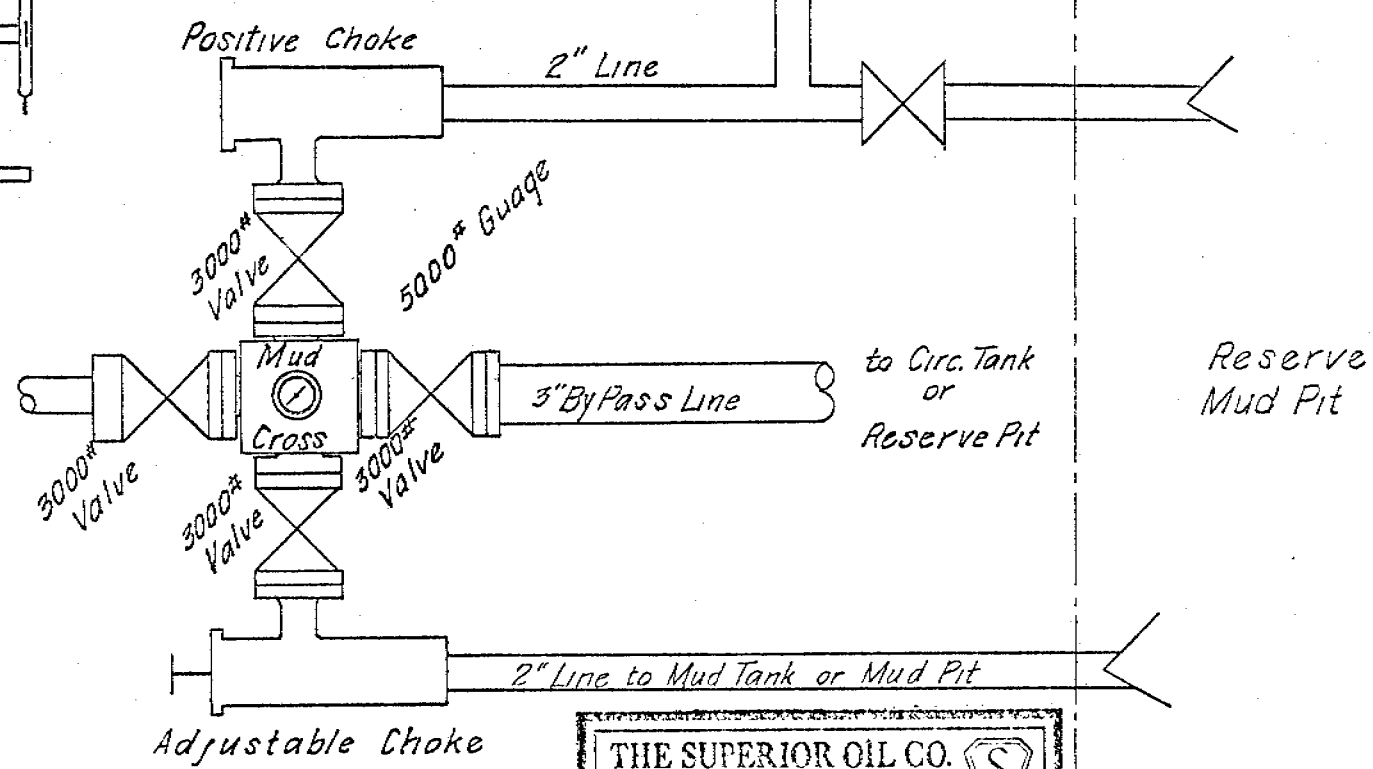 Positive Choke
2" Line
3000#
Valve
5000# Guage
Mud
Cross
3" By Pass Line
to Circ. Tank
or
Reserve Pit
Reserve
Mud Pit
3000#
Valve
3000#
Valve
3000#
Valve
2" Line to Mud Tank or Mud Pit
Adjustable Choke
THE SUPERIOR OIL CO.
S